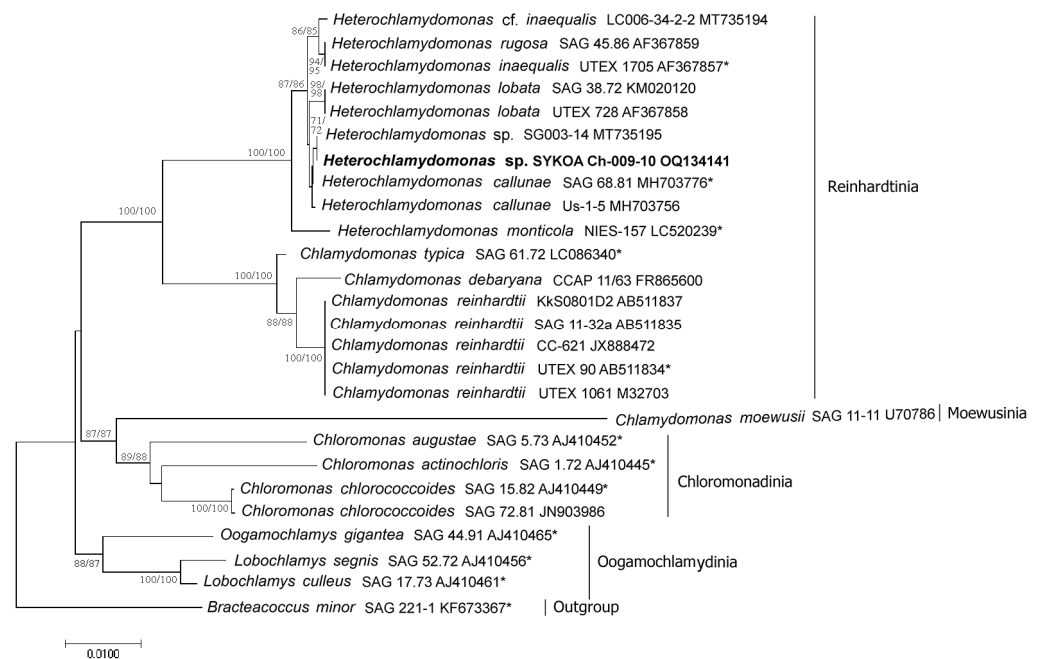 Heterochlamydomonas cf. inaequalis LC006-34-2-2 MT735194
86/85
Heterochlamydomonas rugosa SAG 45.86 AF367859
94/
95
Heterochlamydomonas inaequalis UTEX 1705 AF367857*
87/86
98/
98
Heterochlamydomonas lobata SAG 38.72 KM020120
Heterochlamydomonas lobata UTEX 728 AF367858
71/
72
Heterochlamydomonas sp. SG003-14 MT735195
100/100
Heterochlamydomonas sp. SYKOA Ch-009-10 OQ134141
Heterochlamydomonas callunae SAG 68.81 MH703776*
Reinhardtinia
Heterochlamydomonas callunae Us-1-5 MH703756
100/100
Heterochlamydomonas monticola NIES-157 LC520239*
Chlamydomonas typica SAG 61.72 LC086340*
100/100
Chlamydomonas debaryana CCAP 11/63 FR865600
Chlamydomonas reinhardtii KkS0801D2 AB511837
88/88
Chlamydomonas reinhardtii SAG 11-32a AB511835
Chlamydomonas reinhardtii CC-621 JX888472
100/100
Chlamydomonas reinhardtii UTEX 90 AB511834*
Chlamydomonas reinhardtii UTEX 1061 M32703
Chlamydomonas moewusii SAG 11-11 U70786 Moewusinia
87/87
Chloromonas augustae SAG 5.73 AJ410452*
89/88
Chloromonas actinochloris SAG 1.72 AJ410445*
Chloromonadinia
Chloromonas chlorococcoides SAG 15.82 AJ410449*
100/100
Chloromonas chlorococcoides SAG 72.81 JN903986
Oogamochlamys gigantea SAG 44.91 AJ410465*
88/87
Lobochlamys segnis SAG 52.72 AJ410456*
Oogamochlamydinia
100/100
Lobochlamys culleus SAG 17.73 AJ410461*
Bracteacoccus minor SAG 221-1 KF673367* Outgroup
0.0100